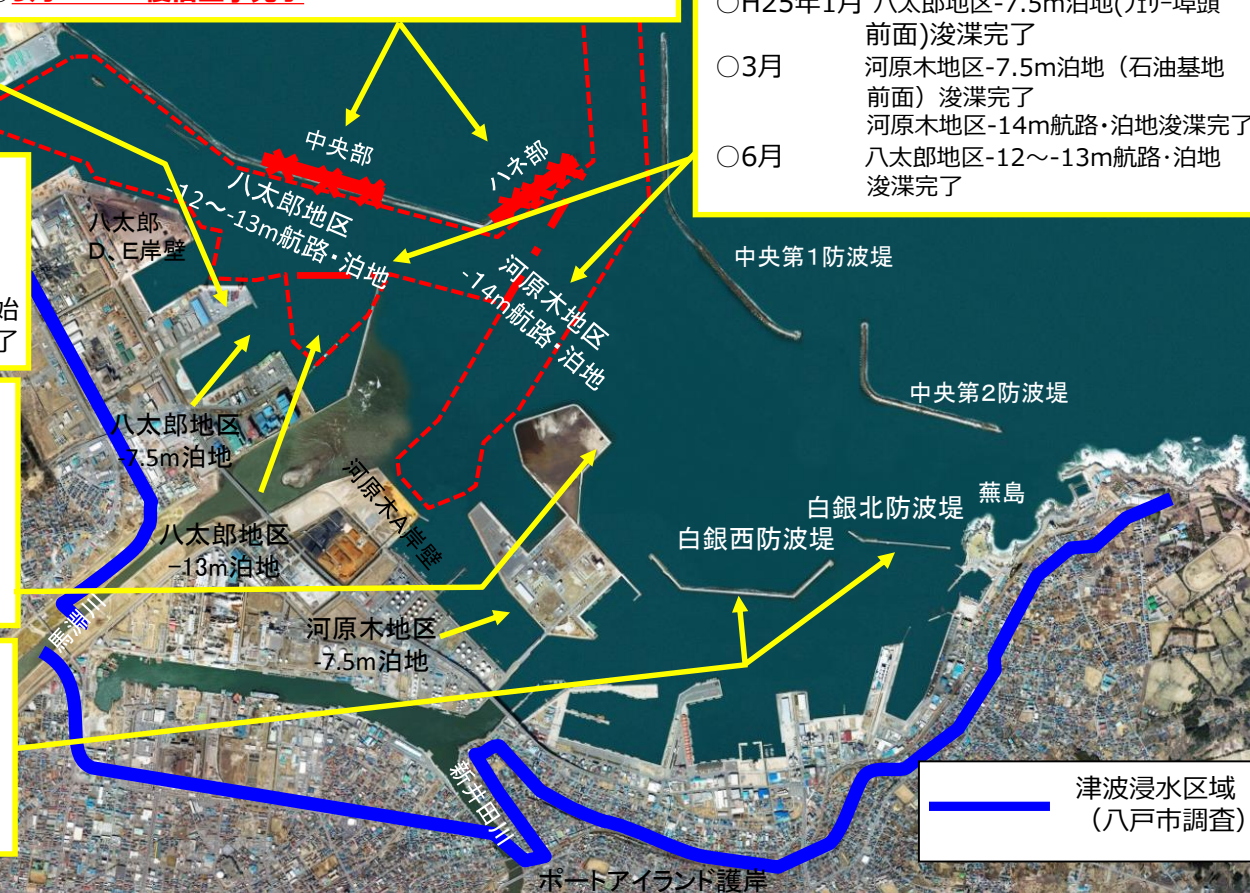 ○H25年1月 八太郎地区-7.5m泊地(フェリー埠頭
前面)浚渫完了
○3月 河原木地区-7.5m泊地（石油基地
前面）浚渫完了
河原木地区-14m航路・泊地浚渫完了
○6月 八太郎地区-12～-13m航路・泊地
浚渫完了
中央部
ハネ部
八太郎地区
-12～-13m航路・泊地
八太郎
D、E岸壁
河原木地区
-14m航路・泊地
中央第1防波堤
中央第2防波堤
始
了
八太郎地区
-7.5m泊地
河原木A岸壁
八太郎地区
-13m泊地
白銀西防波堤
白銀北防波堤
蕪島
馬淵川
河原木地区
-7.5m泊地
新井田川
ポートアイランド護岸
津波浸水区域
（八戸市調査）